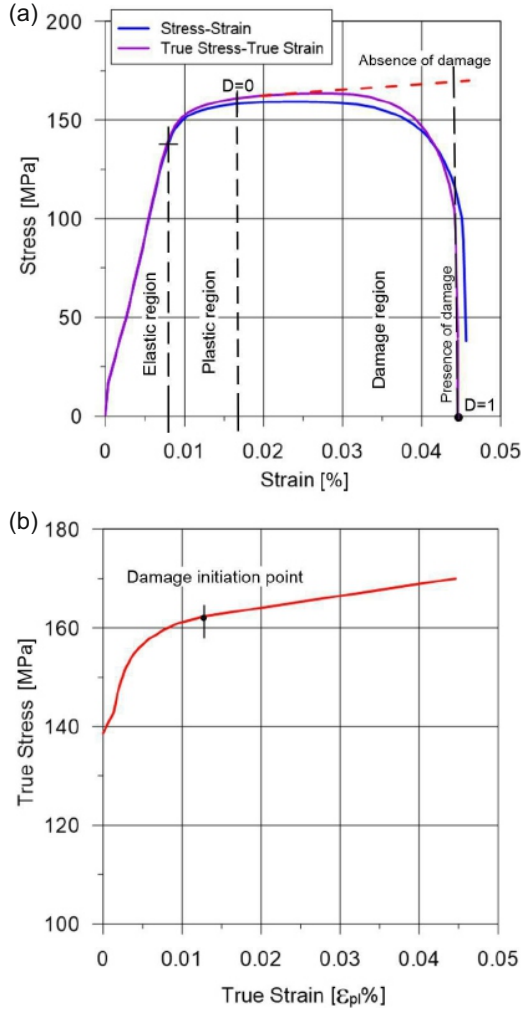 (a)
200
150
100
50
0
Stress [MPa]
Stress-Strain
True Stress-True Strain
D=0
Absence of damage
Elastic region
Plastic region
Damage region
Presence of damage
D=1
0 0.01 0.02 0.03 0.04 0.05
Strain [%]
(b)
180
160
140
120
100
True Stress [MPa]
Damage initiation point
0 0.01 0.02 0.03 0.04 0.05
True Strain [εpl%]